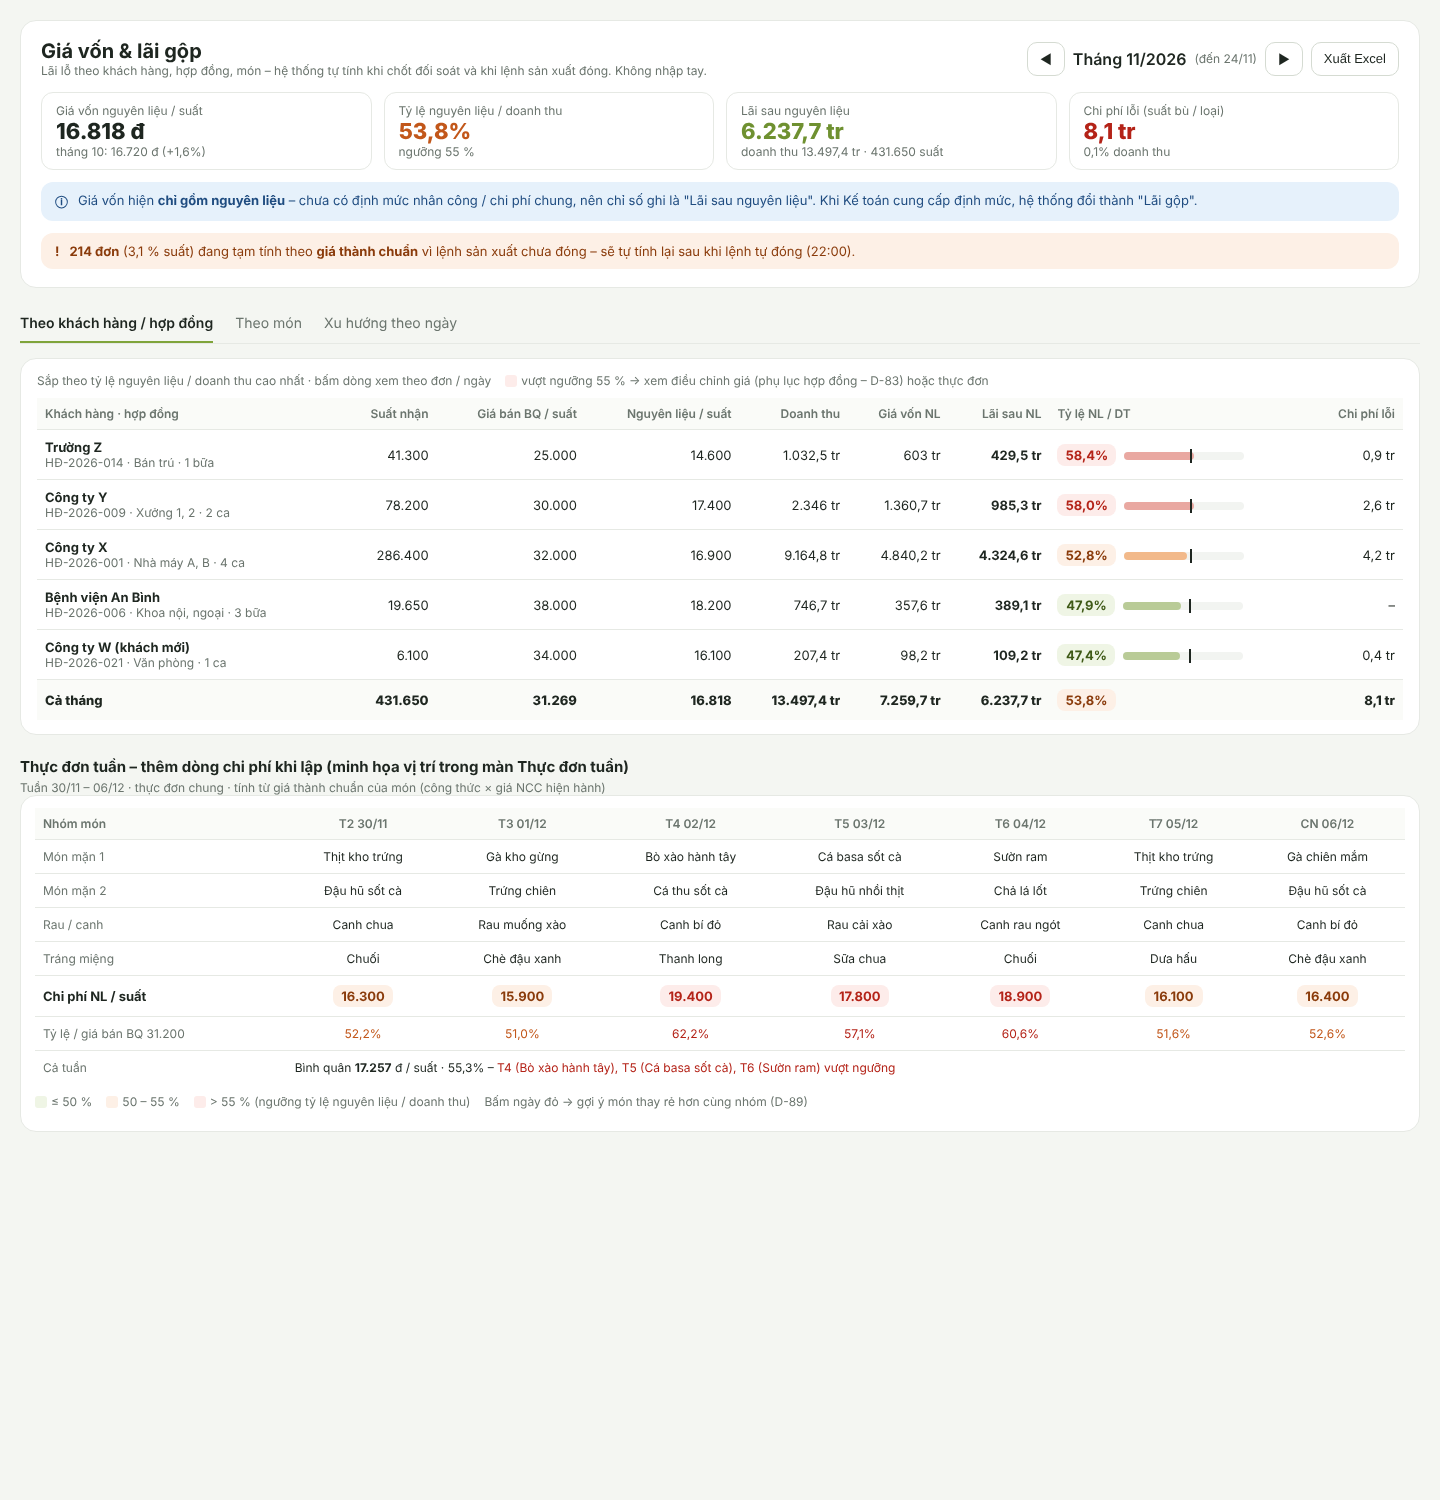 Giá vốn & lãi gộp
Lãi lỗ theo khách hàng, hợp đồng, món – hệ thống tự tính khi chốt đối soát và khi lệnh sản xuất đóng. Không nhập tay.
◀ Tháng 11/2026 (đến 24/11) ▶ Xuất Excel
Giá vốn nguyên liệu / suất
16.818 đ
tháng 10: 16.720 đ (+1,6%)
Tỷ lệ nguyên liệu / doanh thu
53,8%
ngưỡng 55 %
Lãi sau nguyên liệu
6.237,7 tr
doanh thu 13.497,4 tr · 431.650 suất
Chi phí lỗi (suất bù / loại)
8,1 tr
0,1% doanh thu
ⓘ Giá vốn hiện chỉ gồm nguyên liệu – chưa có định mức nhân công / chi phí chung, nên chỉ số ghi là "Lãi sau nguyên liệu". Khi Kế toán cung cấp định mức, hệ thống đổi thành "Lãi gộp".
! 214 đơn (3,1 % suất) đang tạm tính theo giá thành chuẩn vì lệnh sản xuất chưa đóng – sẽ tự tính lại sau khi lệnh tự đóng (22:00).
Theo khách hàng / hợp đồng Theo món Xu hướng theo ngày
Sắp theo tỷ lệ nguyên liệu / doanh thu cao nhất · bấm dòng xem theo đơn / ngày vượt ngưỡng 55 % → xem điều chỉnh giá (phụ lục hợp đồng – D-83) hoặc thực đơn
Khách hàng · hợp đồng Suất nhận Giá bán BQ / suất Nguyên liệu / suất Doanh thu Giá vốn NL Lãi sau NL Tỷ lệ NL / DT Chi phí lỗi
Trường Z
HĐ-2026-014 · Bán trú · 1 bữa
41.300 25.000 14.600 1.032,5 tr 603 tr 429,5 tr 58,4% 0,9 tr
Công ty Y
HĐ-2026-009 · Xưởng 1, 2 · 2 ca
78.200 30.000 17.400 2.346 tr 1.360,7 tr 985,3 tr 58,0% 2,6 tr
Công ty X
HĐ-2026-001 · Nhà máy A, B · 4 ca
286.400 32.000 16.900 9.164,8 tr 4.840,2 tr 4.324,6 tr 52,8% 4,2 tr
Bệnh viện An Bình
HĐ-2026-006 · Khoa nội, ngoại · 3 bữa
19.650 38.000 18.200 746,7 tr 357,6 tr 389,1 tr 47,9% –
Công ty W (khách mới)
HĐ-2026-021 · Văn phòng · 1 ca
6.100 34.000 16.100 207,4 tr 98,2 tr 109,2 tr 47,4% 0,4 tr
Cả tháng 431.650 31.269 16.818 13.497,4 tr 7.259,7 tr 6.237,7 tr 53,8% 8,1 tr
Thực đơn tuần – thêm dòng chi phí khi lập (minh họa vị trí trong màn Thực đơn tuần)
Tuần 30/11 – 06/12 · thực đơn chung · tính từ giá thành chuẩn của món (công thức × giá NCC hiện hành)
Nhóm món T2 30/11 T3 01/12 T4 02/12 T5 03/12 T6 04/12 T7 05/12 CN 06/12
Món mặn 1 Thịt kho trứng Gà kho gừng Bò xào hành tây Cá basa sốt cà Sườn ram Thịt kho trứng Gà chiên mắm
Món mặn 2 Đậu hũ sốt cà Trứng chiên Cá thu sốt cà Đậu hũ nhồi thịt Chả lá lốt Trứng chiên Đậu hũ sốt cà
Rau / canh Canh chua Rau muống xào Canh bí đỏ Rau cải xào Canh rau ngót Canh chua Canh bí đỏ
Tráng miệng Chuối Chè đậu xanh Thanh long Sữa chua Chuối Dưa hấu Chè đậu xanh
Chi phí NL / suất 16.300 15.900 19.400 17.800 18.900 16.100 16.400
Tỷ lệ / giá bán BQ 31.200 52,2% 51,0% 62,2% 57,1% 60,6% 51,6% 52,6%
Cả tuần Bình quân 17.257 đ / suất · 55,3% – T4 (Bò xào hành tây), T5 (Cá basa sốt cà), T6 (Sườn ram) vượt ngưỡng
≤ 50 % 50 – 55 % > 55 % (ngưỡng tỷ lệ nguyên liệu / doanh thu) Bấm ngày đỏ → gợi ý món thay rẻ hơn cùng nhóm (D-89)